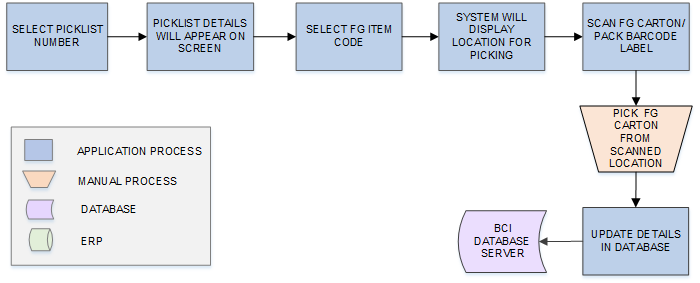 SELECT PICKLIST
NUMBER
PICKLIST DETAILS
WILL APPEAR ON
SCREEN
SELECT FG ITEM
CODE
SYSTEM WILL
DISPLAY
LOCATION FOR
PICKING
SCAN FG CARTON/
PACK BARCODE
LABEL
PICK FG
CARTON
FROM
SCANNED
LOCATION
UPDATE DETAILS
IN DATABASE
BCI
DATABASE
SERVER
APPLICATION PROCESS
MANUAL PROCESS
DATABASE
ERP